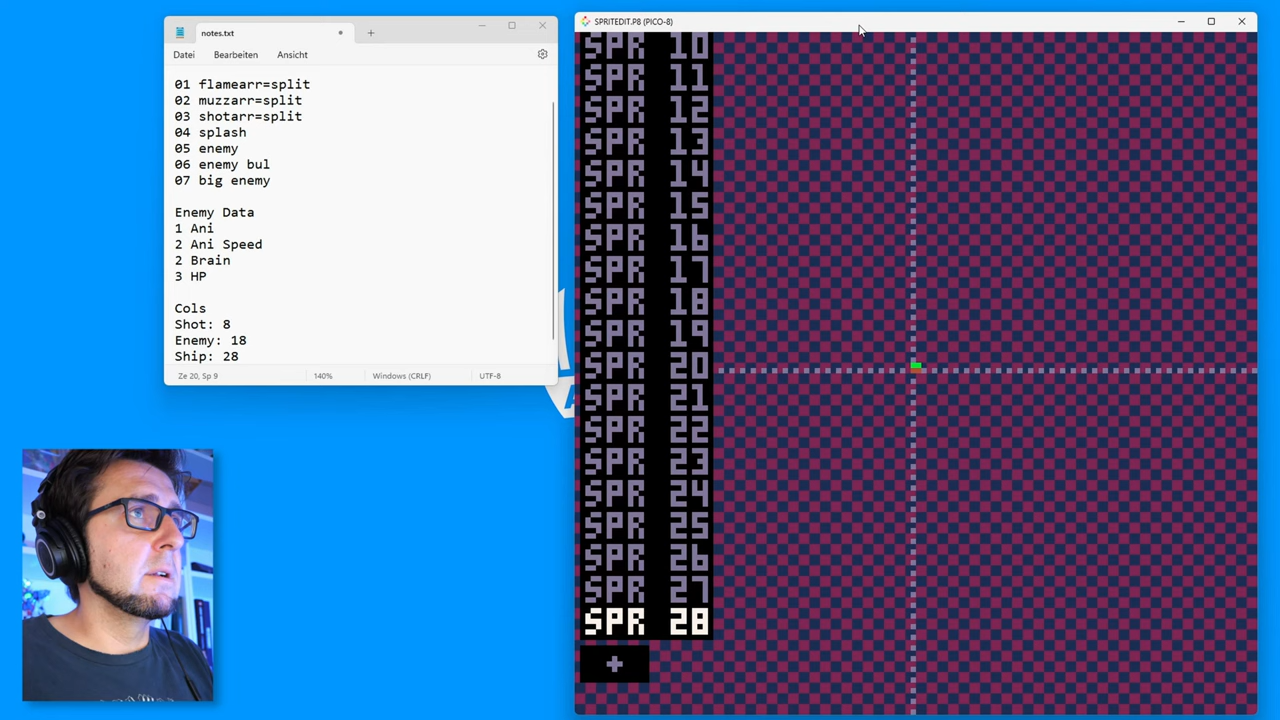 notes.txt
Datei Bearbeiten Ansicht
01 flamearr=split
02 muzzarr=split
03 shotarr=split
04 splash
05 enemy
06 enemy bul
07 big enemy
Enemy Data
1 Ani
2 Ani Speed
2 Brain
3 HP
Cols
Shot: 8
Enemy: 18
Ship: 28
Ze 20, Sp 9 140% Windows (CRLF) UTF-8
SPRITEDIT.P8 (PICO-8)
SPR 10
SPR 11
SPR 12
SPR 13
SPR 14
SPR 15
SPR 16
SPR 17
SPR 18
SPR 19
SPR 20
SPR 21
SPR 22
SPR 23
SPR 24
SPR 25
SPR 26
SPR 27
SPR 28
+